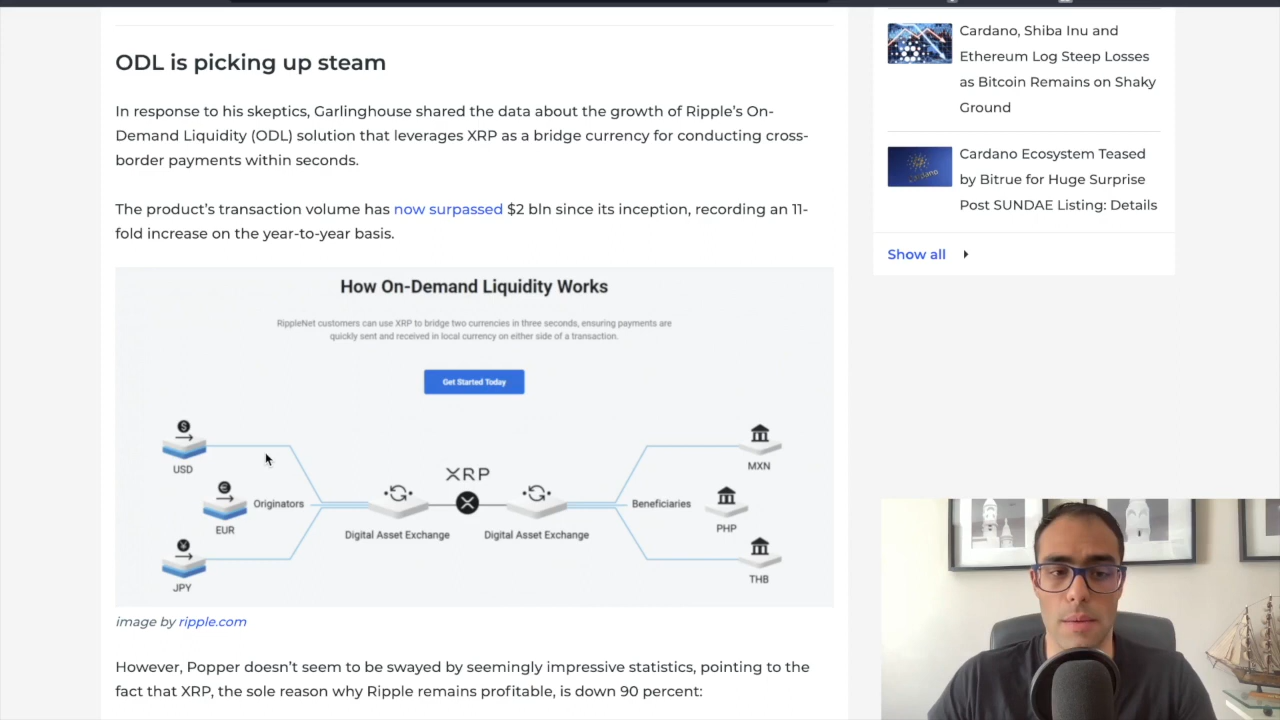 ODL is picking up steam
In response to his skeptics, Garlinghouse shared the data about the growth of Ripple's On-
Demand Liquidity (ODL) solution that leverages XRP as a bridge currency for conducting cross-
border payments within seconds.
The product's transaction volume has now surpassed $2 bln since its inception, recording an 11-
fold increase on the year-to-year basis.
How On-Demand Liquidity Works
RippleNet customers can use XRP to bridge two currencies in three seconds, ensuring payments are
quickly sent and received in local currency on either side of a transaction.
Get Started Today
USD
EUR
JPY
Originators
Digital Asset Exchange
XRP
Digital Asset Exchange
Beneficiaries
MXN
PHP
THB
image by ripple.com
However, Popper doesn't seem to be swayed by seemingly impressive statistics, pointing to the
fact that XRP, the sole reason why Ripple remains profitable, is down 90 percent:
Cardano, Shiba Inu and
Ethereum Log Steep Losses
as Bitcoin Remains on Shaky
Ground
Cardano Ecosystem Teased
by Bitrue for Huge Surprise
Post SUNDAE Listing: Details
Show all